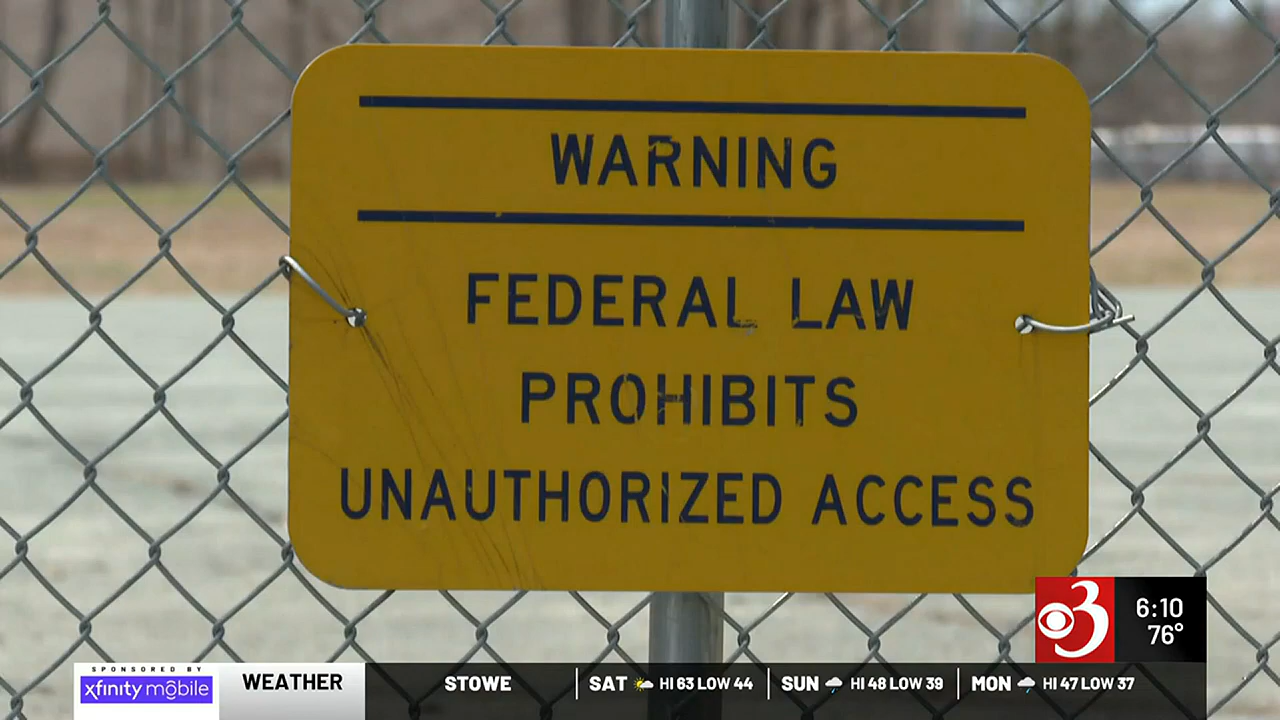 WARNING
FEDERAL LAW
PROHIBITS
UNAUTHORIZED ACCESS
3
6:10
76°
SPONSORED BY
xfinity mobile
WEATHER
STOWE
SAT HI 63 LOW 44
SUN HI 48 LOW 39
MON HI 47 LOW 37